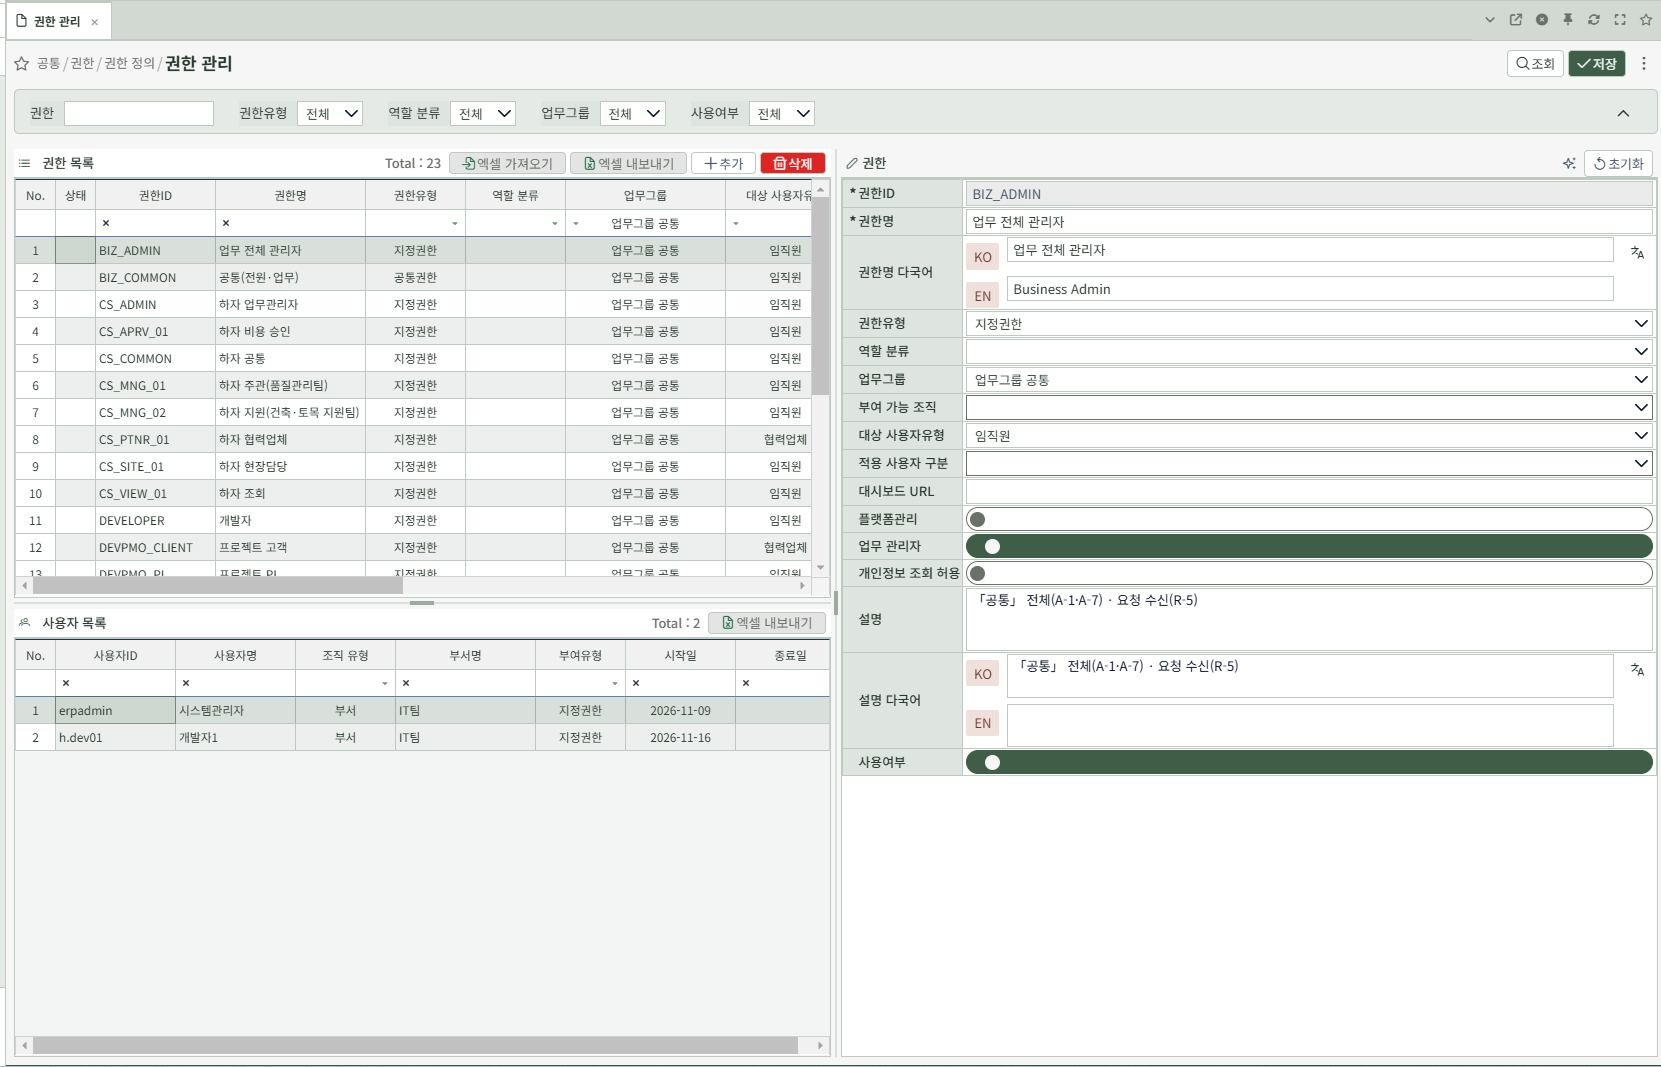 권한 관리 ×
공통 / 권한 / 권한 정의 / 권한 관리
조회 저장
권한 권한유형 전체 역할 분류 전체 업무그룹 전체 사용여부 전체
권한 목록 Total : 23 엑셀 가져오기 엑셀 내보내기 추가 삭제
No. 상태 권한ID 권한명 권한유형 역할 분류 업무그룹 대상 사용자유
× × 업무그룹 공통
1 BIZ_ADMIN 업무 전체 관리자 지정권한 업무그룹 공통 임직원
2 BIZ_COMMON 공통(전원·업무) 공통권한 업무그룹 공통 임직원
3 CS_ADMIN 하자 업무관리자 지정권한 업무그룹 공통 임직원
4 CS_APRV_01 하자 비용 승인 지정권한 업무그룹 공통 임직원
5 CS_COMMON 하자 공통 지정권한 업무그룹 공통 임직원
6 CS_MNG_01 하자 주관(품질관리팀) 지정권한 업무그룹 공통 임직원
7 CS_MNG_02 하자 지원(건축·토목 지원팀) 지정권한 업무그룹 공통 임직원
8 CS_PTNR_01 하자 협력업체 지정권한 업무그룹 공통 협력업체
9 CS_SITE_01 하자 현장담당 지정권한 업무그룹 공통 임직원
10 CS_VIEW_01 하자 조회 지정권한 업무그룹 공통 임직원
11 DEVELOPER 개발자 지정권한 업무그룹 공통 임직원
12 DEVPMO_CLIENT 프로젝트 고객 지정권한 업무그룹 공통 협력업체
13 DEVPMO_PL 프로젝트 PL 지정권한 업무그룹 공통 임직원
사용자 목록 Total : 2 엑셀 내보내기
No. 사용자ID 사용자명 조직 유형 부서명 부여유형 시작일 종료일
× × × × ×
1 erpadmin 시스템관리자 부서 IT팀 지정권한 2026-11-09
2 h.dev01 개발자1 부서 IT팀 지정권한 2026-11-16
권한 초기화
* 권한ID BIZ_ADMIN
* 권한명 업무 전체 관리자
권한명 다국어
KO 업무 전체 관리자
EN Business Admin
권한유형 지정권한
역할 분류
업무그룹 업무그룹 공통
부여 가능 조직
대상 사용자유형 임직원
적용 사용자 구분
대시보드 URL
플랫폼관리
업무 관리자
개인정보 조회 허용
설명 「공통」 전체(A-1·A-7) · 요청 수신(R-5)
설명 다국어
KO 「공통」 전체(A-1·A-7) · 요청 수신(R-5)
EN
사용여부